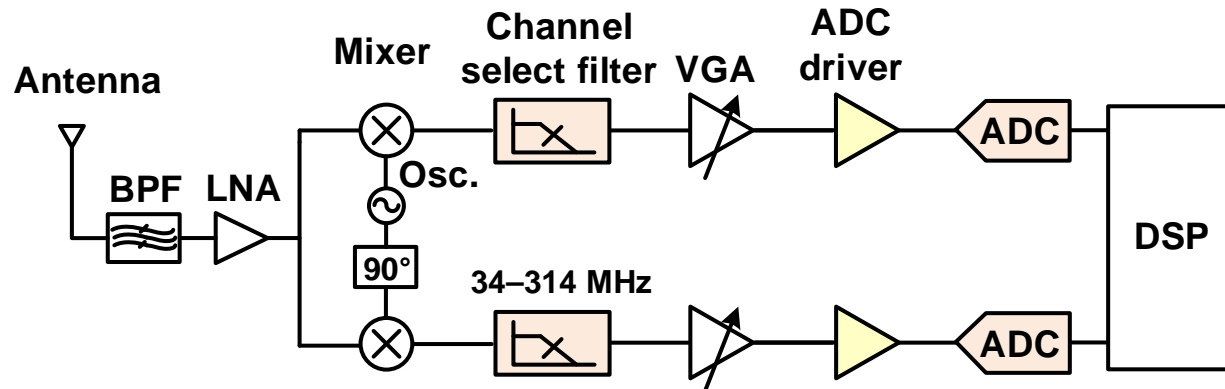 Antenna
BPF
LNA
Mixer
Osc.
90°
Channel
select filter
34–314 MHz
VGA
ADC
driver
ADC
ADC
DSP